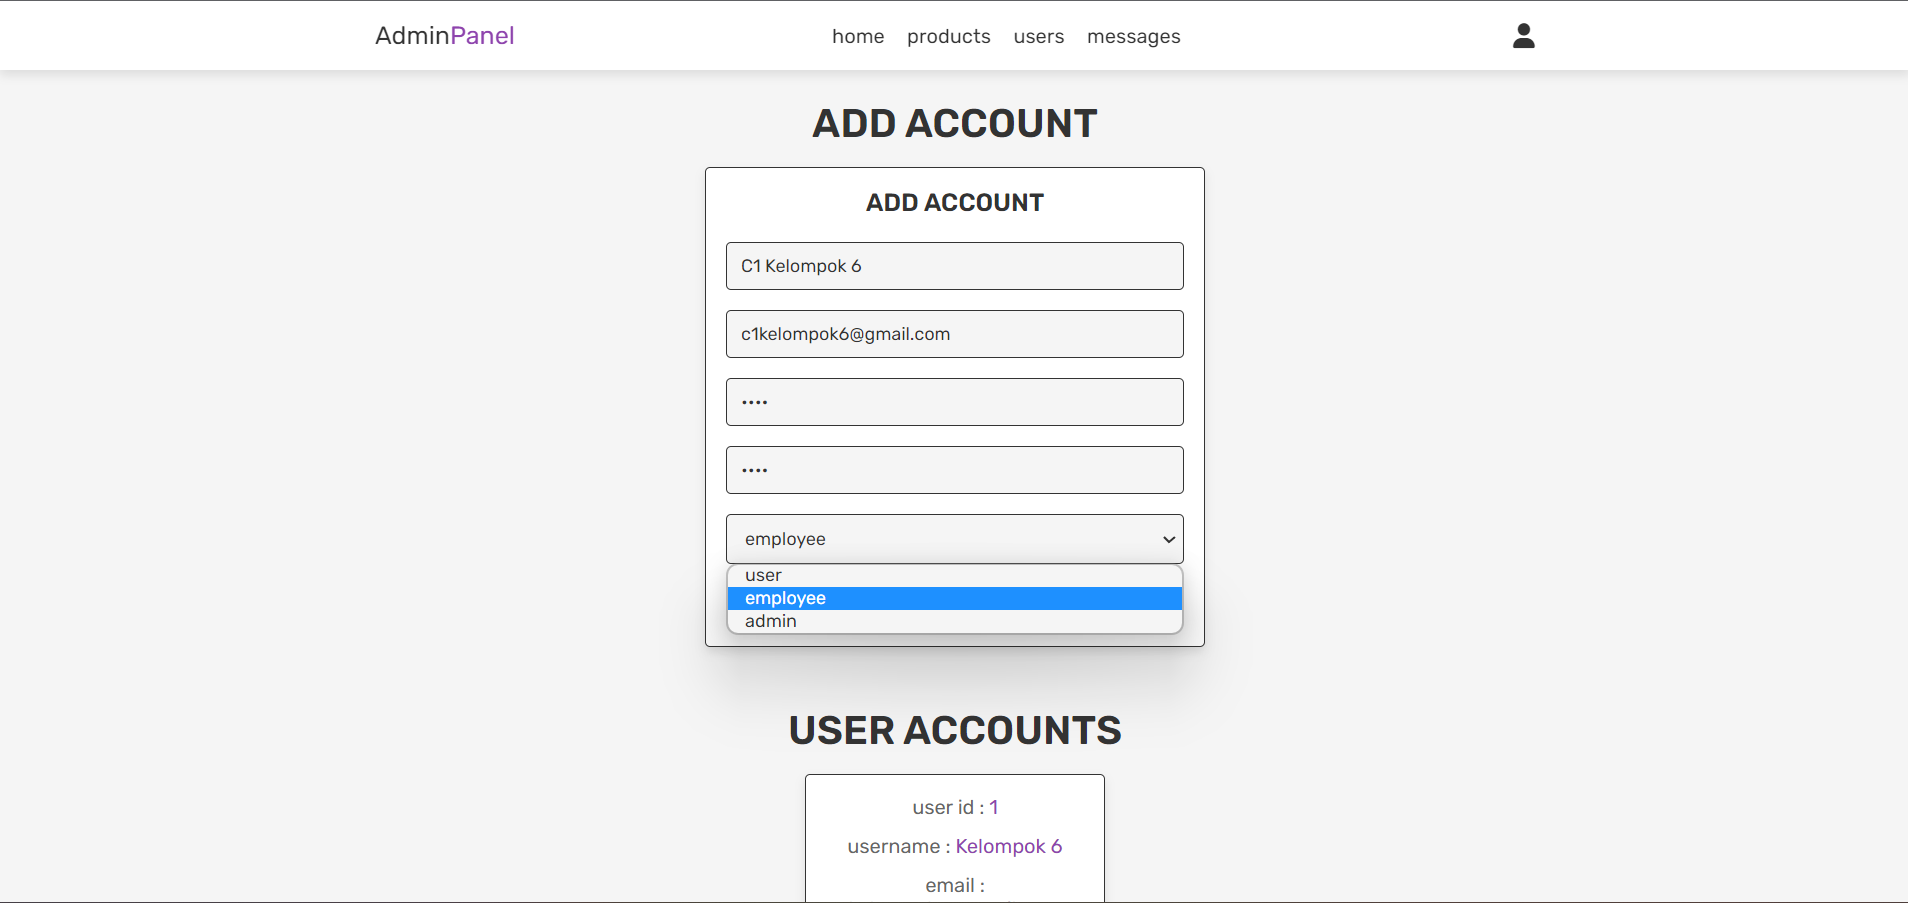 AdminPanel
home products users messages
ADD ACCOUNT
ADD ACCOUNT
C1 Kelompok 6
c1kelompok6@gmail.com
••••
••••
employee
user
employee
admin
USER ACCOUNTS
user id : 1
username : Kelompok 6
email :